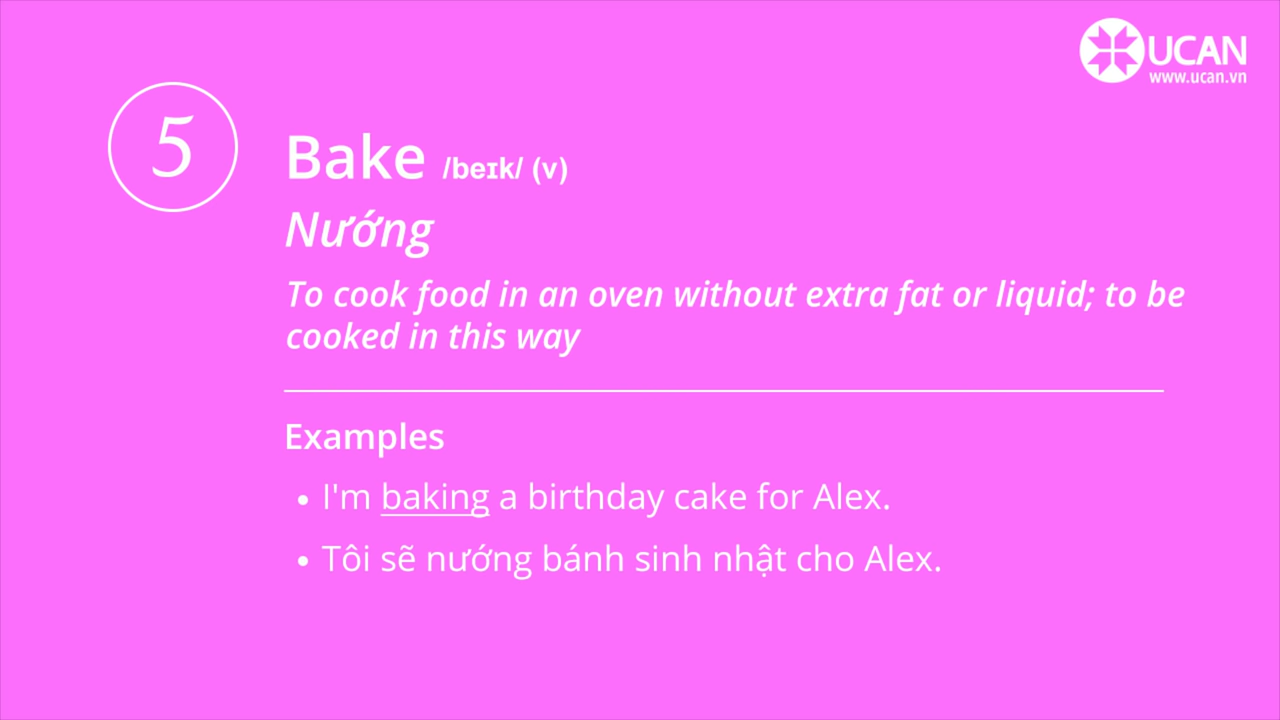 UCAN
www.ucan.vn
5
Bake /beɪk/ (v)
Nướng
To cook food in an oven without extra fat or liquid; to be
cooked in this way
Examples
• I'm baking a birthday cake for Alex.
• Tôi sẽ nướng bánh sinh nhật cho Alex.